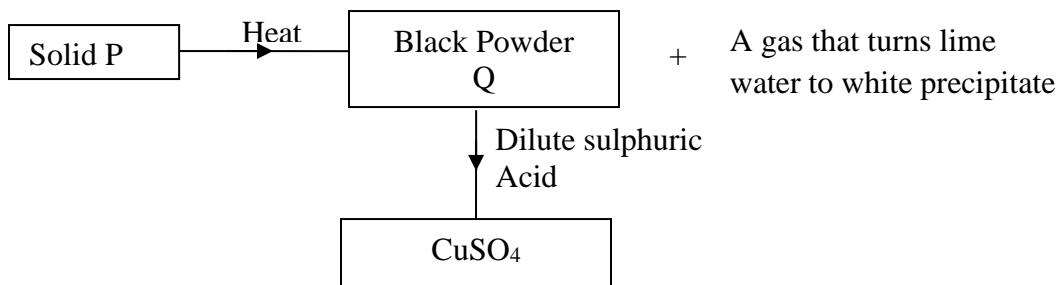 Solid P
Heat
Black Powder
Q
+
A gas that turns lime
water to white precipitate
Dilute sulphuric
Acid
CuSO₄